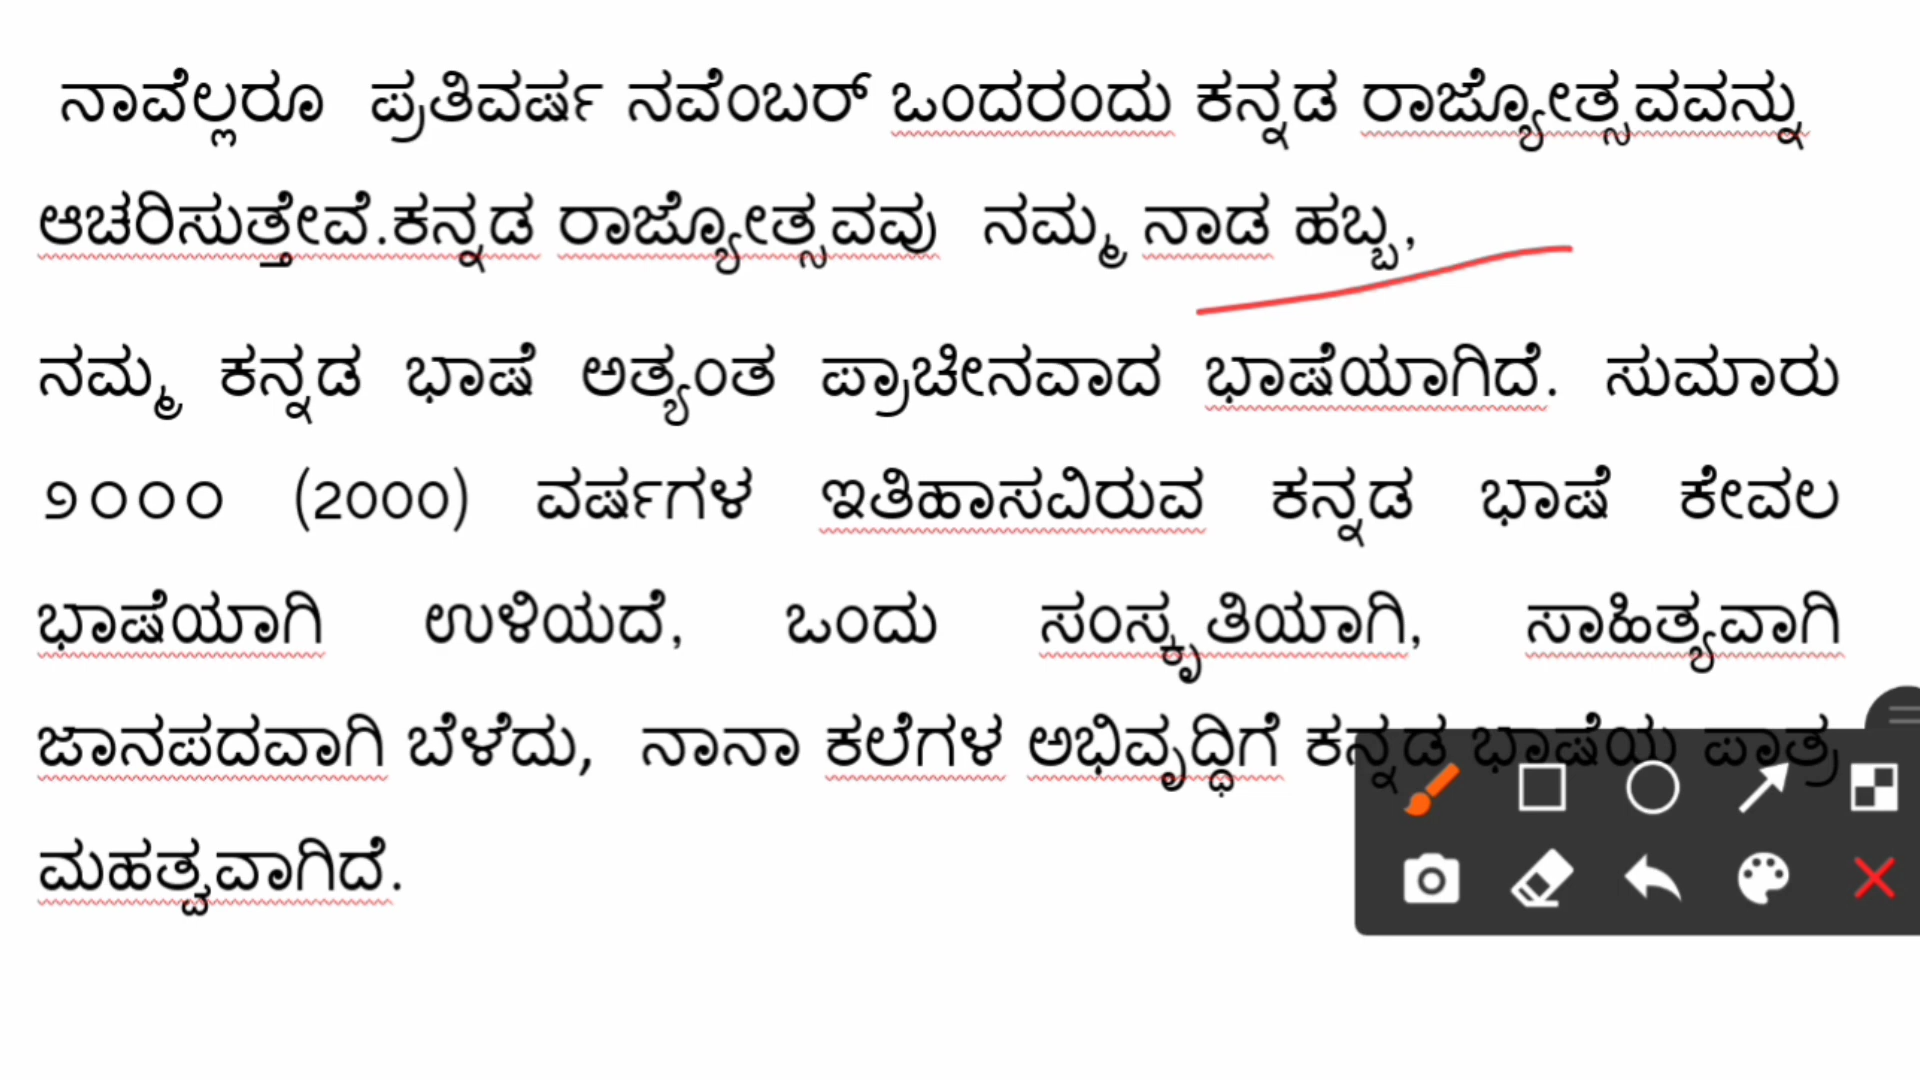 ನಾವೆಲ್ಲರೂ ಪ್ರತಿವರ್ಷ ನವೆಂಬರ್ ಒಂದರಂದು ಕನ್ನಡ ರಾಜ್ಯೋತ್ಸವವನ್ನು
ಆಚರಿಸುತ್ತೇವೆ.ಕನ್ನಡ ರಾಜ್ಯೋತ್ಸವವು ನಮ್ಮ ನಾಡ ಹಬ್ಬ,
ನಮ್ಮ ಕನ್ನಡ ಭಾಷೆ ಅತ್ಯಂತ ಪ್ರಾಚೀನವಾದ ಭಾಷೆಯಾಗಿದೆ. ಸುಮಾರು
೨೦೦೦ (2000) ವರ್ಷಗಳ ಇತಿಹಾಸವಿರುವ ಕನ್ನಡ ಭಾಷೆ ಕೇವಲ
ಭಾಷೆಯಾಗಿ ಉಳಿಯದೆ, ಒಂದು ಸಂಸ್ಕೃತಿಯಾಗಿ, ಸಾಹಿತ್ಯವಾಗಿ
ಜಾನಪದವಾಗಿ ಬೆಳೆದು, ನಾನಾ ಕಲೆಗಳ ಅಭಿವೃದ್ಧಿಗೆ ಕನ್ನಡ ಭಾಷೆಯ ಪಾತ್ರ
ಮಹತ್ವವಾಗಿದೆ.